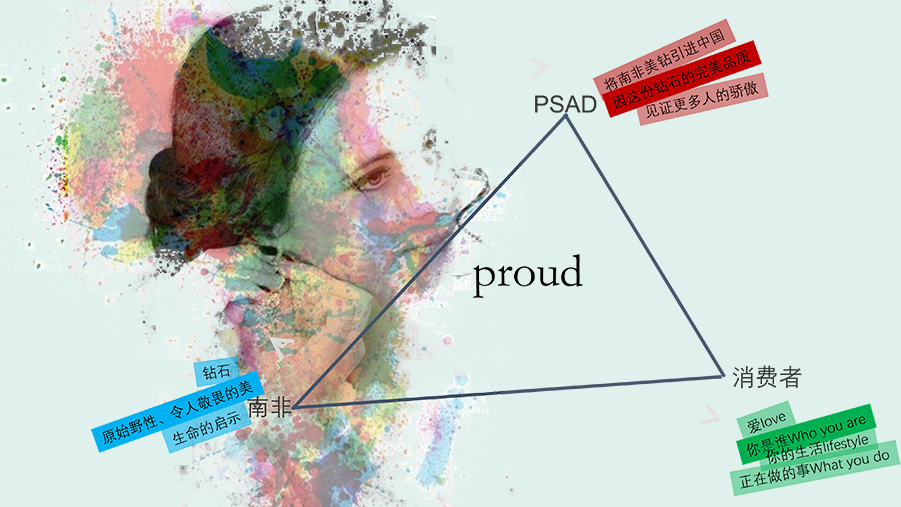 将南非美钻引进中国
因这份钻石的完美品质
见证更多人的骄傲
PSAD
proud
钻石
原始野性、令人敬畏的美
生命的启示
南非
消费者
爱love
你是谁Who you are
你的生活lifestyle
正在做的事What you do